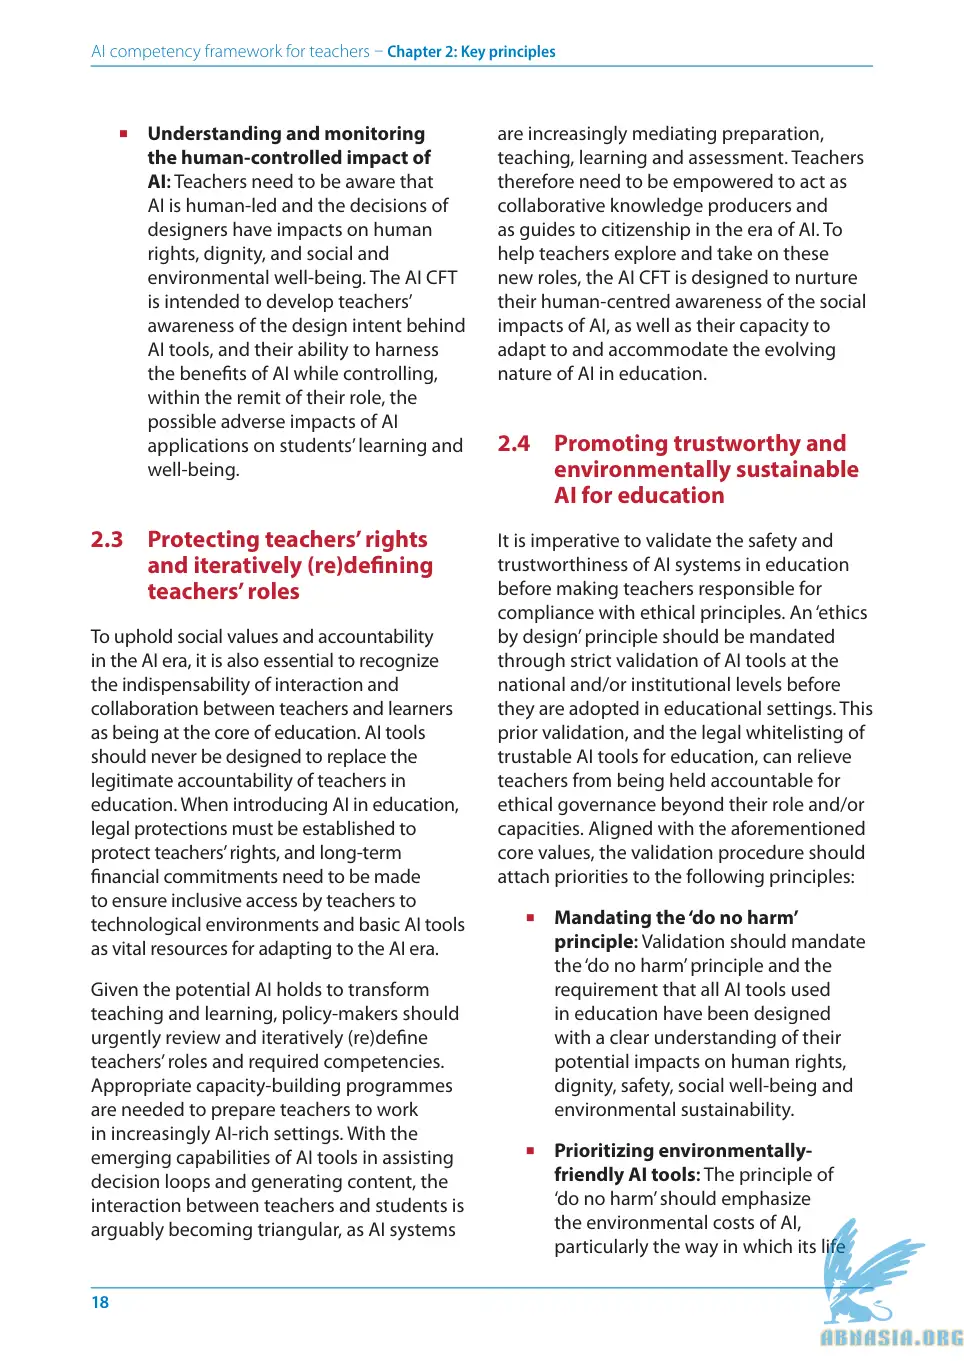 AI competency framework for teachers – Chapter 2: Key principles
▪ Understanding and monitoring
the human-controlled impact of
AI: Teachers need to be aware that
AI is human-led and the decisions of
designers have impacts on human
rights, dignity, and social and
environmental well-being. The AI CFT
is intended to develop teachers’
awareness of the design intent behind
AI tools, and their ability to harness
the benefits of AI while controlling,
within the remit of their role, the
possible adverse impacts of AI
applications on students’ learning and
well-being.
2.3 Protecting teachers’ rights
and iteratively (re)defining
teachers’ roles
To uphold social values and accountability
in the AI era, it is also essential to recognize
the indispensability of interaction and
collaboration between teachers and learners
as being at the core of education. AI tools
should never be designed to replace the
legitimate accountability of teachers in
education. When introducing AI in education,
legal protections must be established to
protect teachers’ rights, and long-term
financial commitments need to be made
to ensure inclusive access by teachers to
technological environments and basic AI tools
as vital resources for adapting to the AI era.
Given the potential AI holds to transform
teaching and learning, policy-makers should
urgently review and iteratively (re)define
teachers’ roles and required competencies.
Appropriate capacity-building programmes
are needed to prepare teachers to work
in increasingly AI-rich settings. With the
emerging capabilities of AI tools in assisting
decision loops and generating content, the
interaction between teachers and students is
arguably becoming triangular, as AI systems
are increasingly mediating preparation,
teaching, learning and assessment. Teachers
therefore need to be empowered to act as
collaborative knowledge producers and
as guides to citizenship in the era of AI. To
help teachers explore and take on these
new roles, the AI CFT is designed to nurture
their human-centred awareness of the social
impacts of AI, as well as their capacity to
adapt to and accommodate the evolving
nature of AI in education.
2.4 Promoting trustworthy and
environmentally sustainable
AI for education
It is imperative to validate the safety and
trustworthiness of AI systems in education
before making teachers responsible for
compliance with ethical principles. An ‘ethics
by design’ principle should be mandated
through strict validation of AI tools at the
national and/or institutional levels before
they are adopted in educational settings. This
prior validation, and the legal whitelisting of
trustable AI tools for education, can relieve
teachers from being held accountable for
ethical governance beyond their role and/or
capacities. Aligned with the aforementioned
core values, the validation procedure should
attach priorities to the following principles:
▪ Mandating the ‘do no harm’
principle: Validation should mandate
the ‘do no harm’ principle and the
requirement that all AI tools used
in education have been designed
with a clear understanding of their
potential impacts on human rights,
dignity, safety, social well-being and
environmental sustainability.
▪ Prioritizing environmentally-
friendly AI tools: The principle of
‘do no harm’ should emphasize
the environmental costs of AI,
particularly the way in which its life
18
ABNASIA.ORG